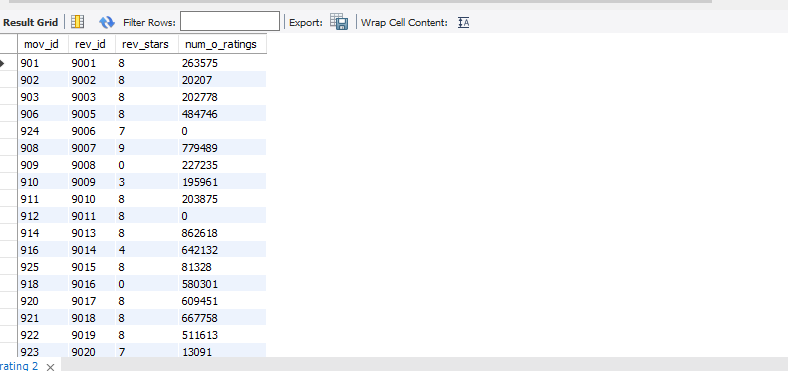 Result Grid Filter Rows: Export: Wrap Cell Content:
mov_id rev_id rev_stars num_o_ratings
901 9001 8 263575
902 9002 8 20207
903 9003 8 202778
906 9005 8 484746
924 9006 7 0
908 9007 9 779489
909 9008 0 227235
910 9009 3 195961
911 9010 8 203875
912 9011 8 0
914 9013 8 862618
916 9014 4 642132
925 9015 8 81328
918 9016 0 580301
920 9017 8 609451
921 9018 8 667758
922 9019 8 511613
923 9020 7 13091
rating 2